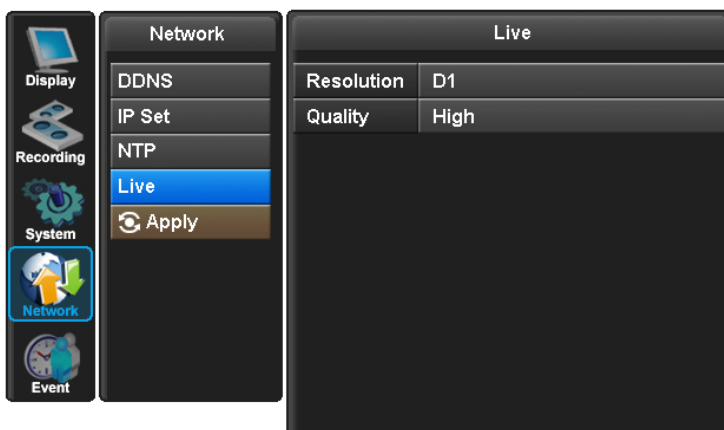 Display
Recording
System
Network
Event
Network
DDNS
IP Set
NTP
Live
Apply
Live
Resolution D1
Quality High